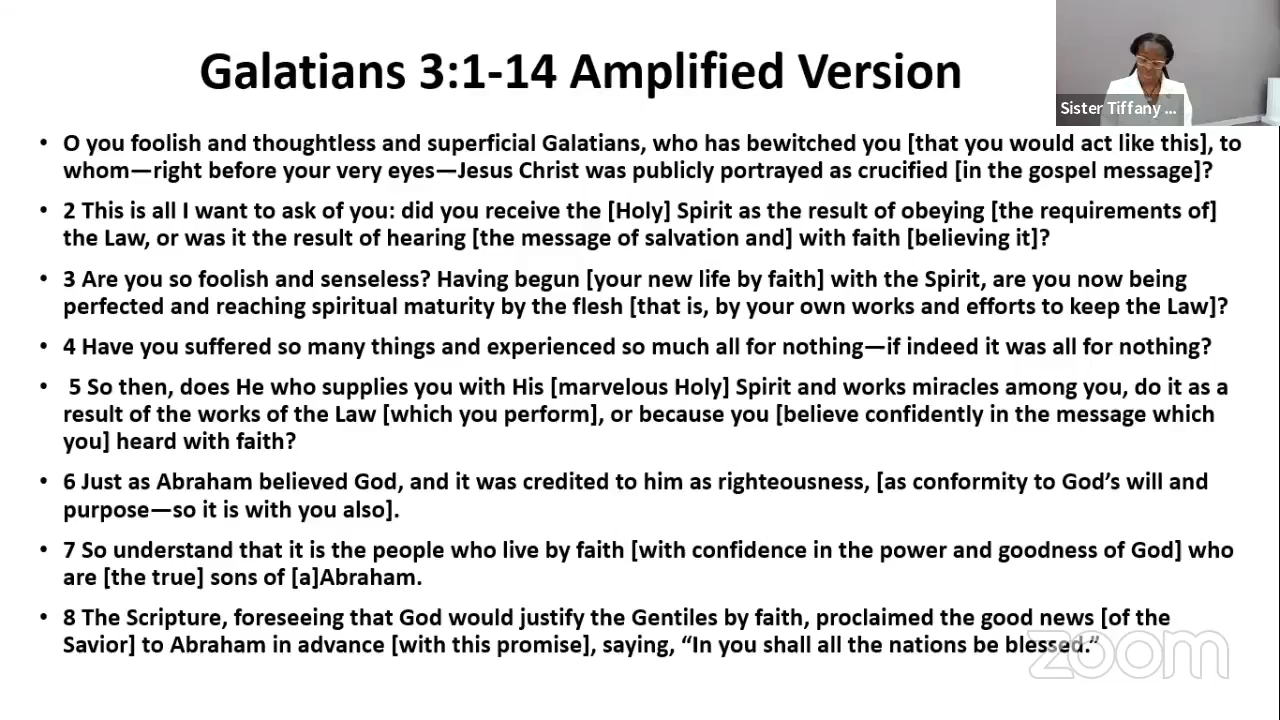 Galatians 3:1-14 Amplified Version
Sister Tiffany ...
• O you foolish and thoughtless and superficial Galatians, who has bewitched you [that you would act like this], to
whom—right before your very eyes—Jesus Christ was publicly portrayed as crucified [in the gospel message]?
• 2 This is all I want to ask of you: did you receive the [Holy] Spirit as the result of obeying [the requirements of]
the Law, or was it the result of hearing [the message of salvation and] with faith [believing it]?
• 3 Are you so foolish and senseless? Having begun [your new life by faith] with the Spirit, are you now being
perfected and reaching spiritual maturity by the flesh [that is, by your own works and efforts to keep the Law]?
• 4 Have you suffered so many things and experienced so much all for nothing—if indeed it was all for nothing?
• 5 So then, does He who supplies you with His [marvelous Holy] Spirit and works miracles among you, do it as a
result of the works of the Law [which you perform], or because you [believe confidently in the message which
you] heard with faith?
• 6 Just as Abraham believed God, and it was credited to him as righteousness, [as conformity to God’s will and
purpose—so it is with you also].
• 7 So understand that it is the people who live by faith [with confidence in the power and goodness of God] who
are [the true] sons of [a]Abraham.
• 8 The Scripture, foreseeing that God would justify the Gentiles by faith, proclaimed the good news [of the
Savior] to Abraham in advance [with this promise], saying, “In you shall all the nations be blessed.”
zoom